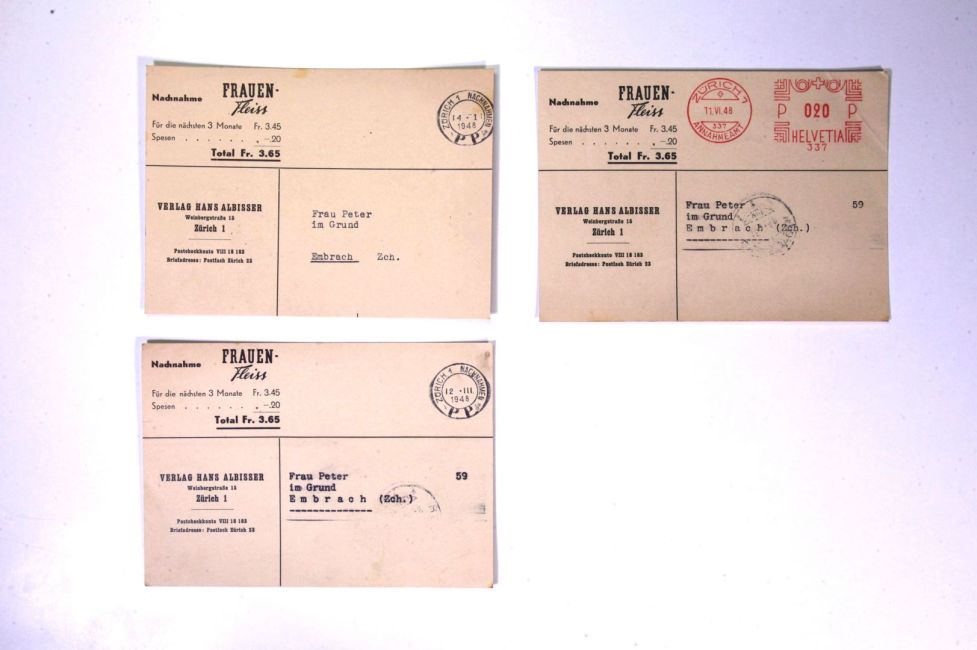 Nachnahme
FRAUEN-
Fleiss
Für die nächsten 3 Monate Fr. 3.45
Spesen . . . . . . . . -.20
Total Fr. 3.65
ZÜRICH 1 NACHNAHMEN
14 - I
1948
PP
VERLAG HANS ALBISSER
Weinbergstraße 15
Zürich 1
Postcheckkonto VIII 16 183
Briefadresse: Postfach Zürich 23
Frau Peter
im Grund
Embrach Zch.
Nachnahme
FRAUEN-
Fleiss
Für die nächsten 3 Monate Fr. 3.45
Spesen . . . . . . . . -.20
Total Fr. 3.65
ZÜRICH 1
11.VI.48
337
ANNAHMEAMT
P 020 P
HELVETIA
337
VERLAG HANS ALBISSER
Weinbergstraße 15
Zürich 1
Postcheckkonto VIII 16 183
Briefadresse: Postfach Zürich 23
Frau Peter 59
im Grund
Embrach (Zch.)
Nachnahme
FRAUEN-
Fleiss
Für die nächsten 3 Monate Fr. 3.45
Spesen . . . . . . . . -.20
Total Fr. 3.65
ZÜRICH 1 NACHNAHMEN
12 - III.
1948
PP
VERLAG HANS ALBISSER
Weinbergstraße 15
Zürich 1
Postcheckkonto VIII 16 183
Briefadresse: Postfach Zürich 23
Frau Peter 59
im Grund
Embrach (Zch.)